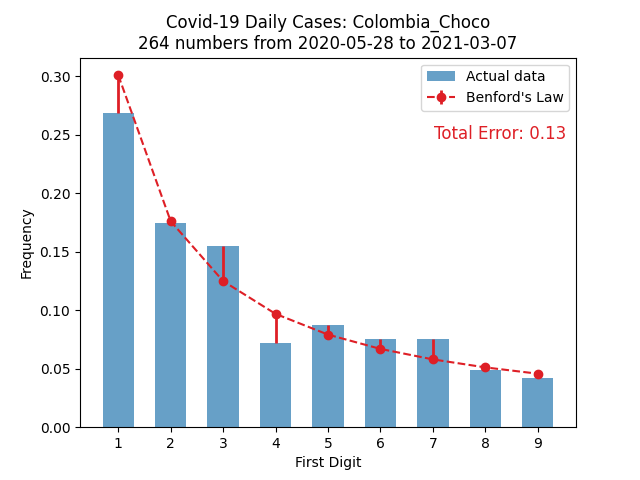 Covid-19 Daily Cases: Colombia_Choco
264 numbers from 2020-05-28 to 2021-03-07
Actual data
Benford's Law
Total Error: 0.13
Frequency
0.30
0.25
0.20
0.15
0.10
0.05
0.00
1 2 3 4 5 6 7 8 9
First Digit